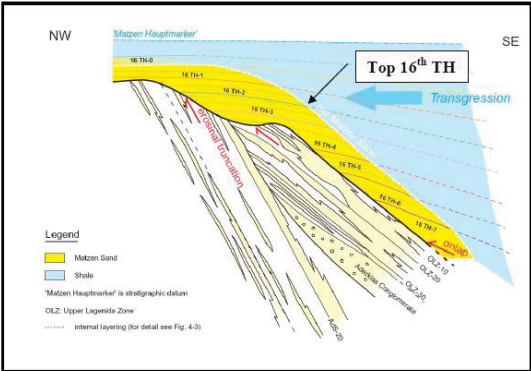 'Matzen Hauptmarker'
NW
SE
16 TH-0
Top 16th TH
16 TH-1
16 TH-2
Transgression
16 TH-3
erosinal truncation
16 TH-4
16 TH-5
16 TH-6
16 TH-7
onlap
OLZ-10
OLZ-20
Aderklaa Conglomerate
AdS-20
Legend
Matzen Sand
Shale
'Matzen Hauptmarker' is stratigraphic datum
OLZ: Upper Lagenida Zone
internal layering (for detail see Fig. 4-3)